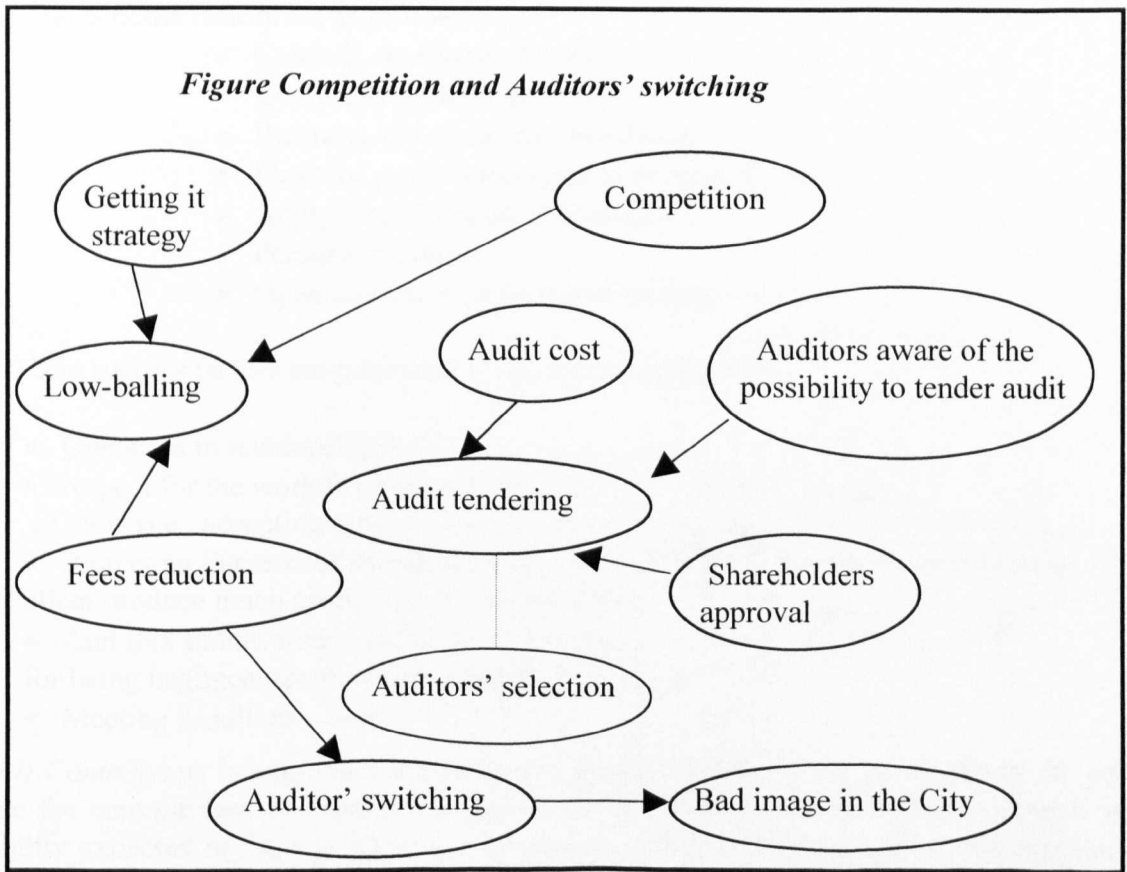 Figure Competition and Auditors' switching
Getting it
strategy
Competition
Low-balling
Audit cost
Auditors aware of the
possibility to tender audit
Audit tendering
Fees reduction
Shareholders
approval
Auditors' selection
Auditor' switching
Bad image in the City